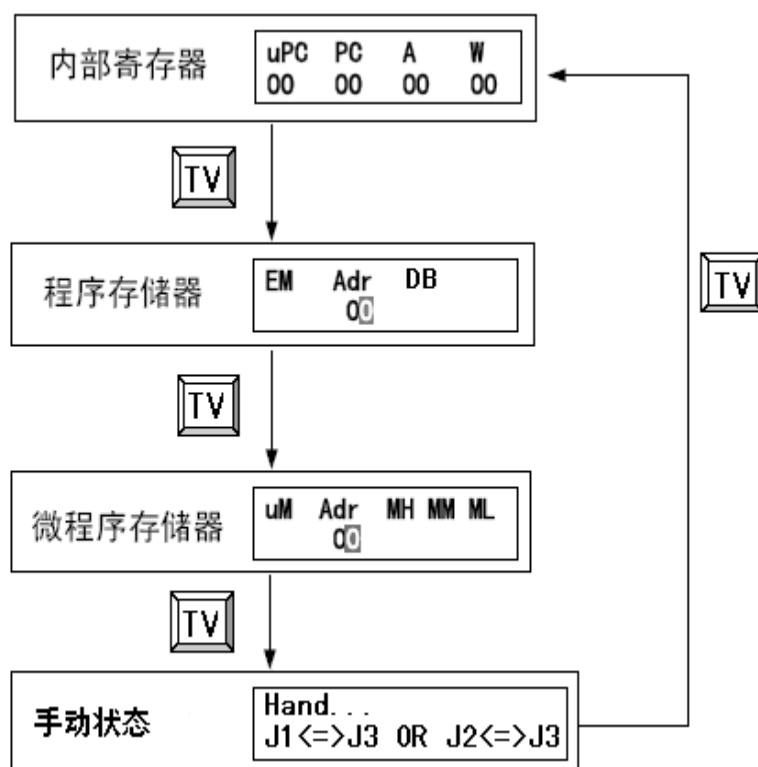 内部寄存器
uPC PC A W
00 00 00 00
TV
程序存储器
EM Adr DB
00
TV
TV
微程序存储器
uM Adr MH MM ML
00
TV
手动状态
Hand...
J1<=>J3 OR J2<=>J3